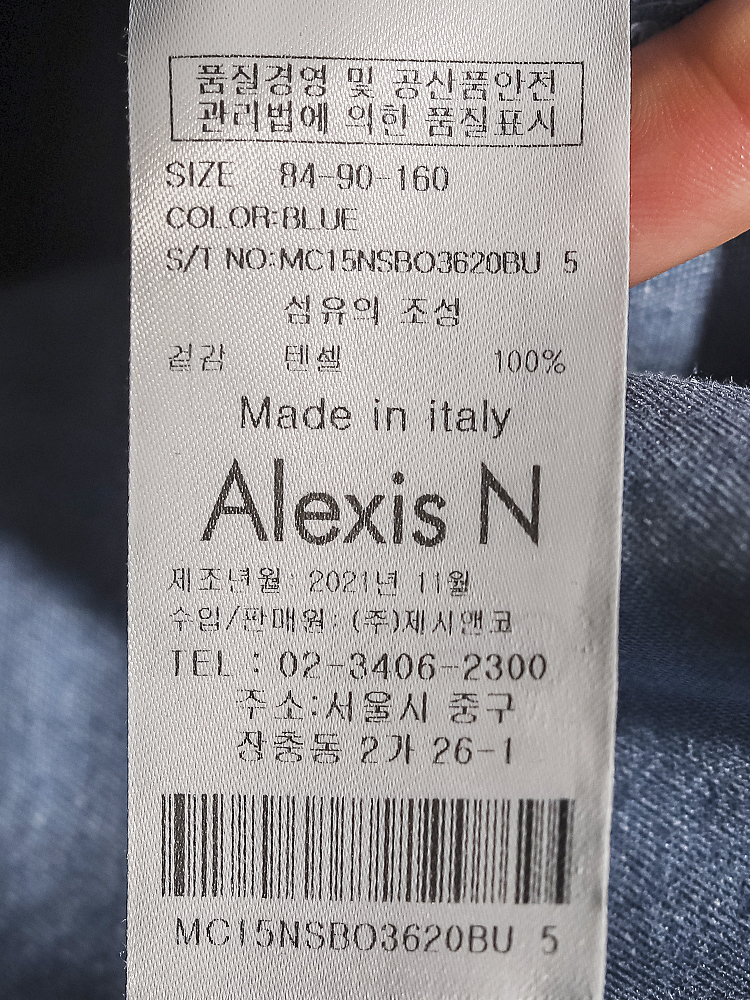 품질경영 및 공산품안전
관리법에 의한 품질표시
SIZE 84-90-160
COLOR:BLUE
S/T NO:MC15NSBO3620BU 5
섬유의 조성
겉감 텐셀 100%
Made in italy
Alexis N
제조년월: 2021년 11월
수입/판매원: (주)제시앤코
TEL : 02-3406-2300
주소:서울시 중구
장충동 2가 26-1
MC15NSBO3620BU 5